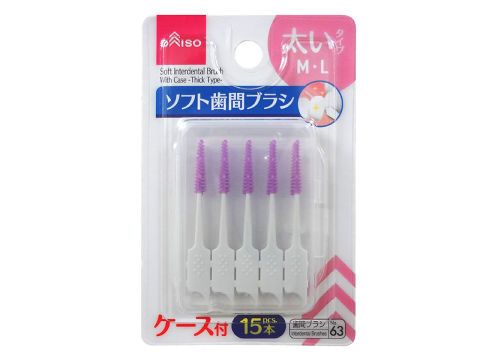 DAISO
Soft Interdental Brush
With Case -Thick Type-
太いタイプ
M・L
ソフト歯間ブラシ
ケース付
15本
pcs.
歯間ブラシ
Interdental Brushes
No.
63